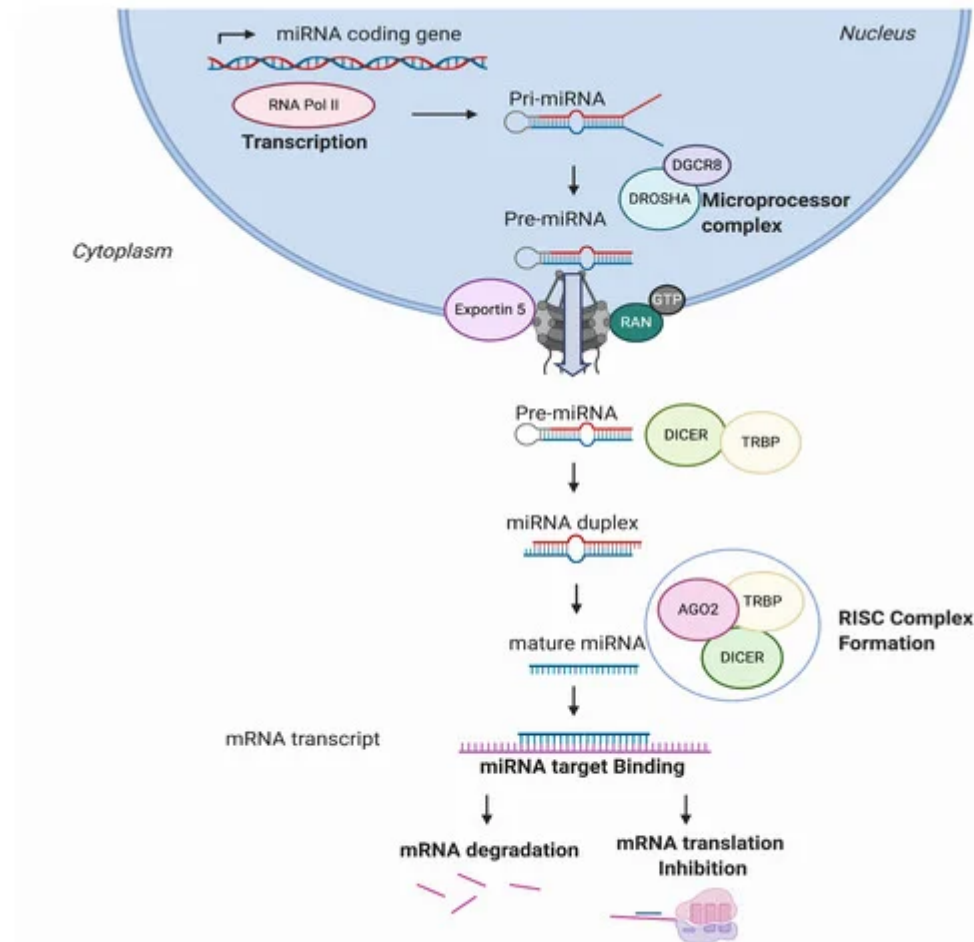 miRNA coding gene
Nucleus
RNA Pol II
Transcription
Pri-miRNA
DGCR8
DROSHA
Microprocessor
complex
Pre-miRNA
Cytoplasm
Exportin 5
GTP
RAN
Pre-miRNA
DICER
TRBP
miRNA duplex
AGO2
TRBP
DICER
RISC Complex
Formation
mature miRNA
mRNA transcript
miRNA target Binding
mRNA degradation
mRNA translation
Inhibition